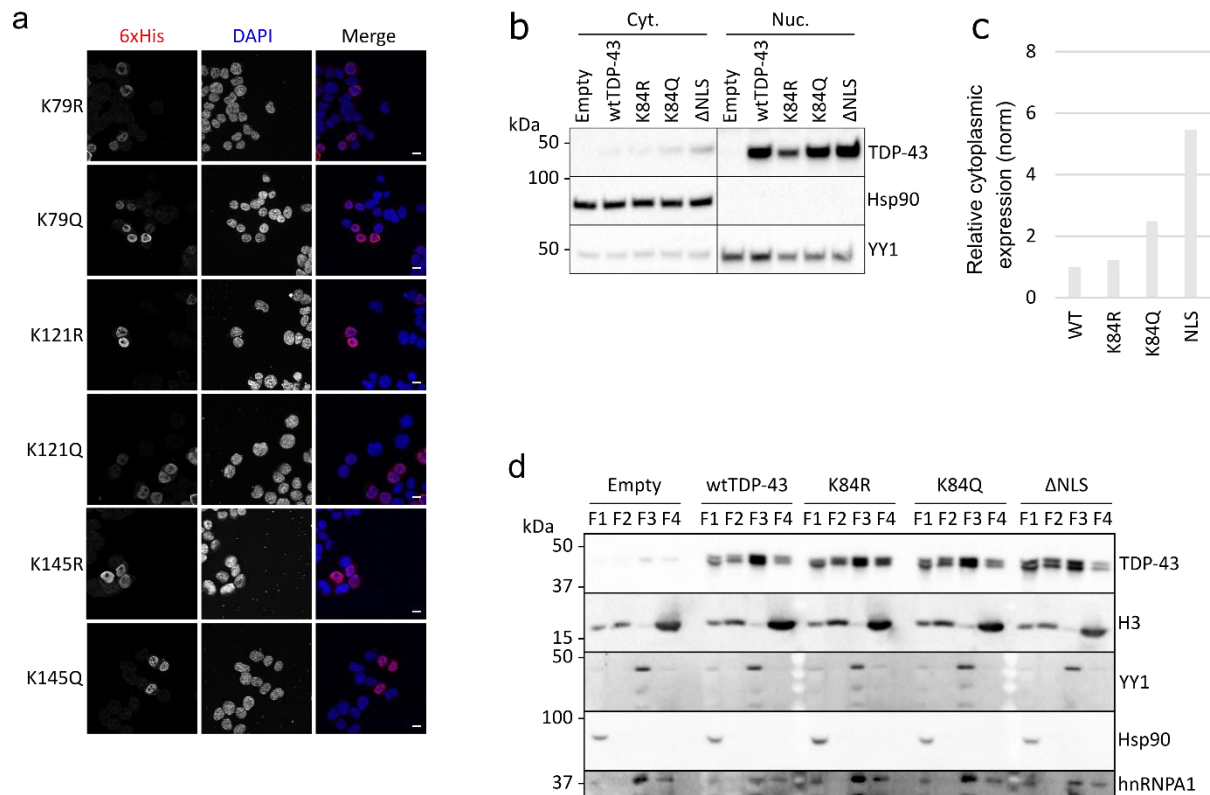 a
6xHis DAPI Merge
K79R
K79Q
K121R
K121Q
K145R
K145Q
b
Cyt. Nuc.
Empty wtTDP-43 K84R K84Q ΔNLS Empty wtTDP-43 K84R K84Q ΔNLS
kDa
50 TDP-43
100
Hsp90
50 YY1
c
Relative cytoplasmic
expression (norm)
8
6
4
2
0
WT K84R K84Q NLS
d
Empty wtTDP-43 K84R K84Q ΔNLS
F1 F2 F3 F4 F1 F2 F3 F4 F1 F2 F3 F4 F1 F2 F3 F4 F1 F2 F3 F4
kDa
50
TDP-43
37
H3
15
50
YY1
100
Hsp90
37 hnRNPA1